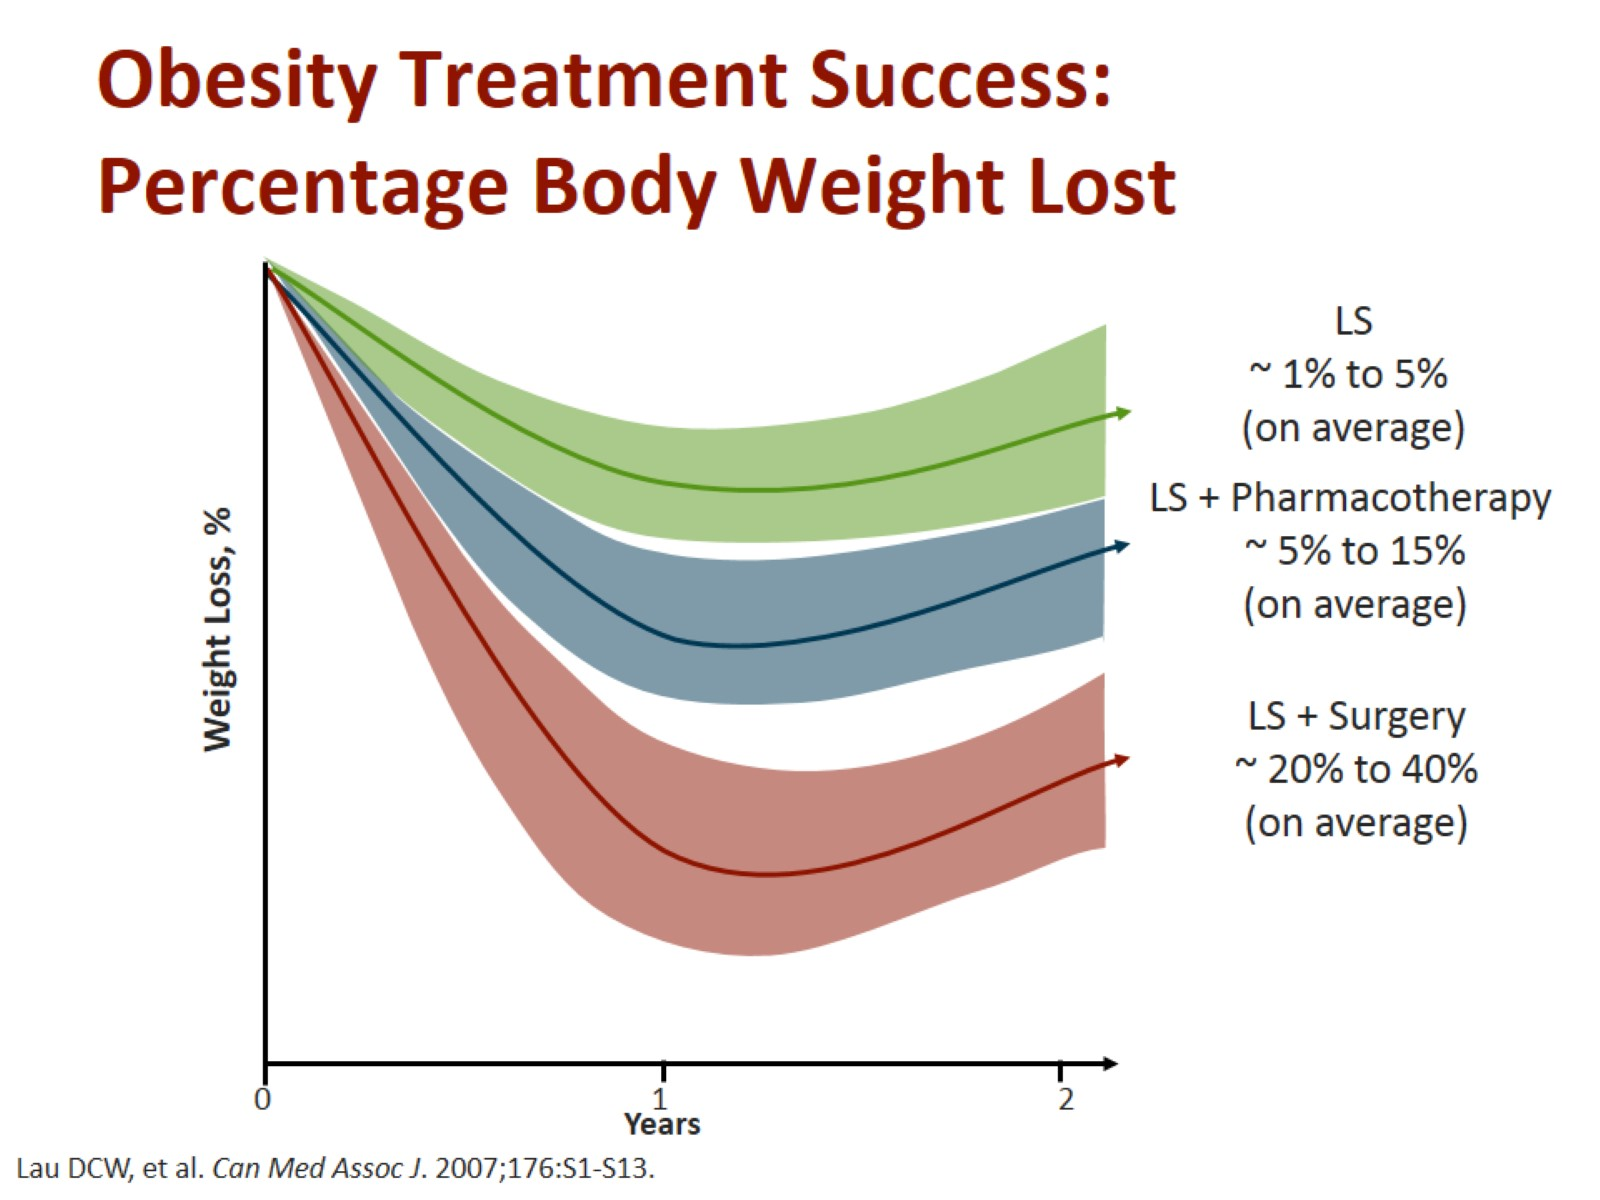 Obesity Treatment Success:
Percentage Body Weight Lost
LS
~ 1% to 5%
(on average)
LS + Pharmacotherapy
~ 5% to 15%
(on average)
LS + Surgery
~ 20% to 40%
(on average)
Weight Loss, %
0
1
2
Years
Lau DCW, et al. Can Med Assoc J. 2007;176:S1-S13.